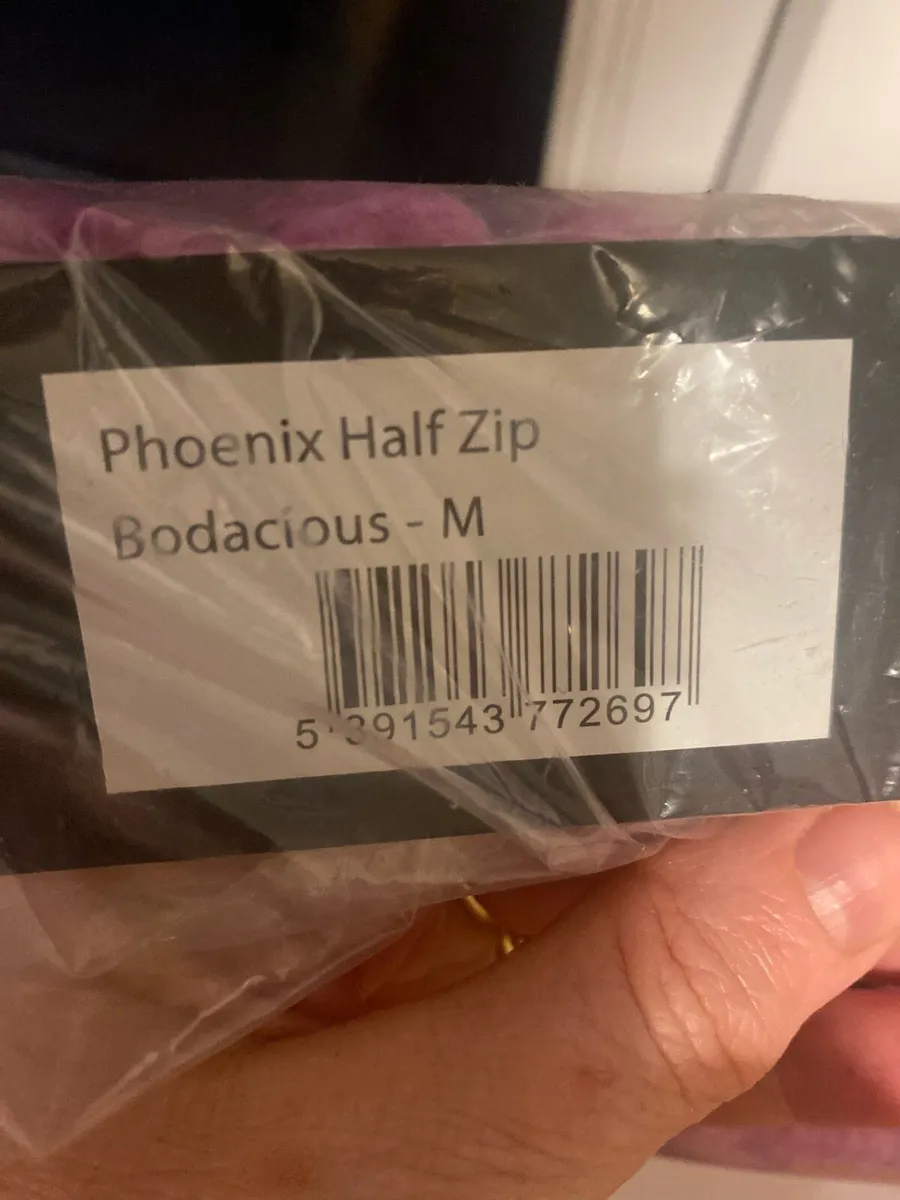 Phoenix Half Zip
Bodacious - M
5 391543 772697